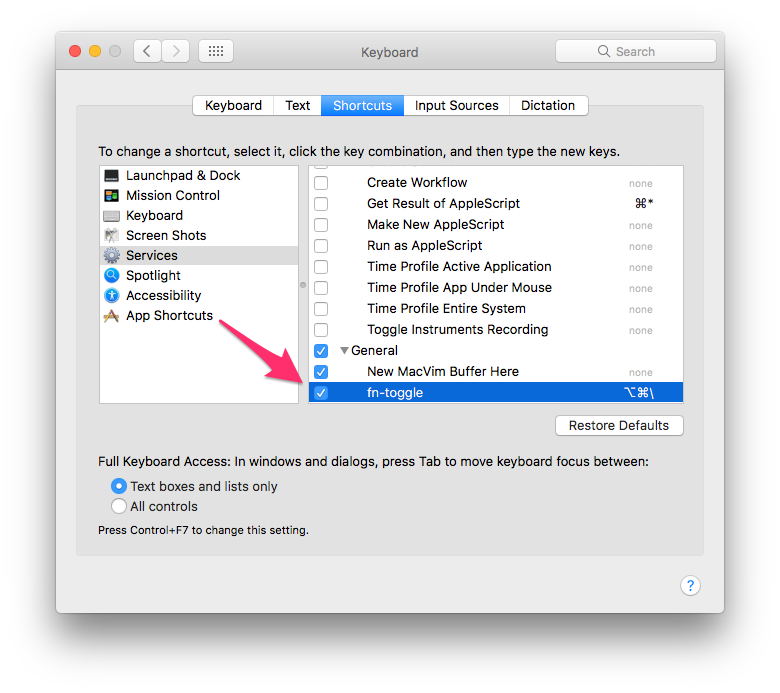 Keyboard
Search
Keyboard Text Shortcuts Input Sources Dictation
To change a shortcut, select it, click the key combination, and then type the new keys.
Launchpad & Dock
Mission Control
Keyboard
Screen Shots
Services
Spotlight
Accessibility
App Shortcuts
Create Workflow none
Get Result of AppleScript ⌘*
Make New AppleScript none
Run as AppleScript none
Time Profile Active Application none
Time Profile App Under Mouse none
Time Profile Entire System none
Toggle Instruments Recording none
General
New MacVim Buffer Here none
fn-toggle ⌥⌘\
Restore Defaults
Full Keyboard Access: In windows and dialogs, press Tab to move keyboard focus between:
Text boxes and lists only
All controls
Press Control+F7 to change this setting.
?